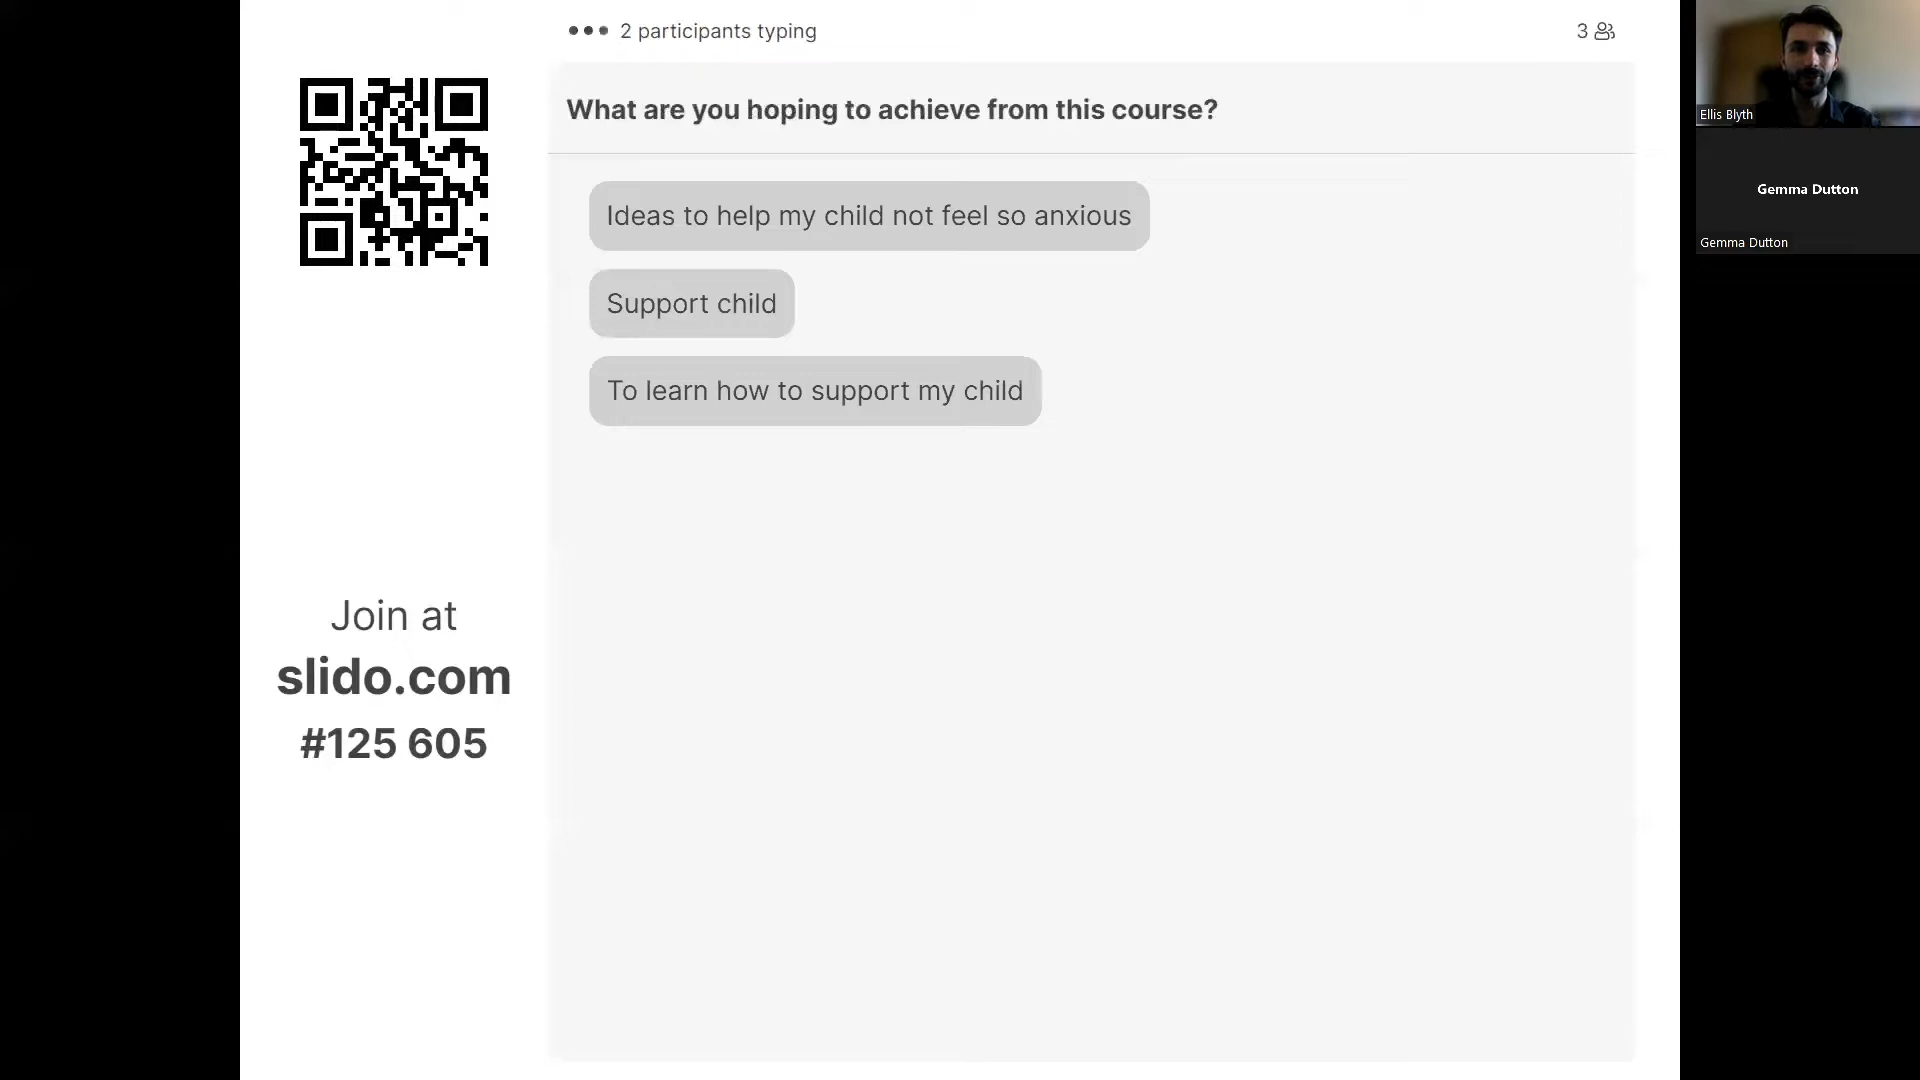 2 participants typing
3
What are you hoping to achieve from this course?
Ideas to help my child not feel so anxious
Support child
To learn how to support my child
Join at
slido.com
#125 605
Ellis Blyth
Gemma Dutton
Gemma Dutton